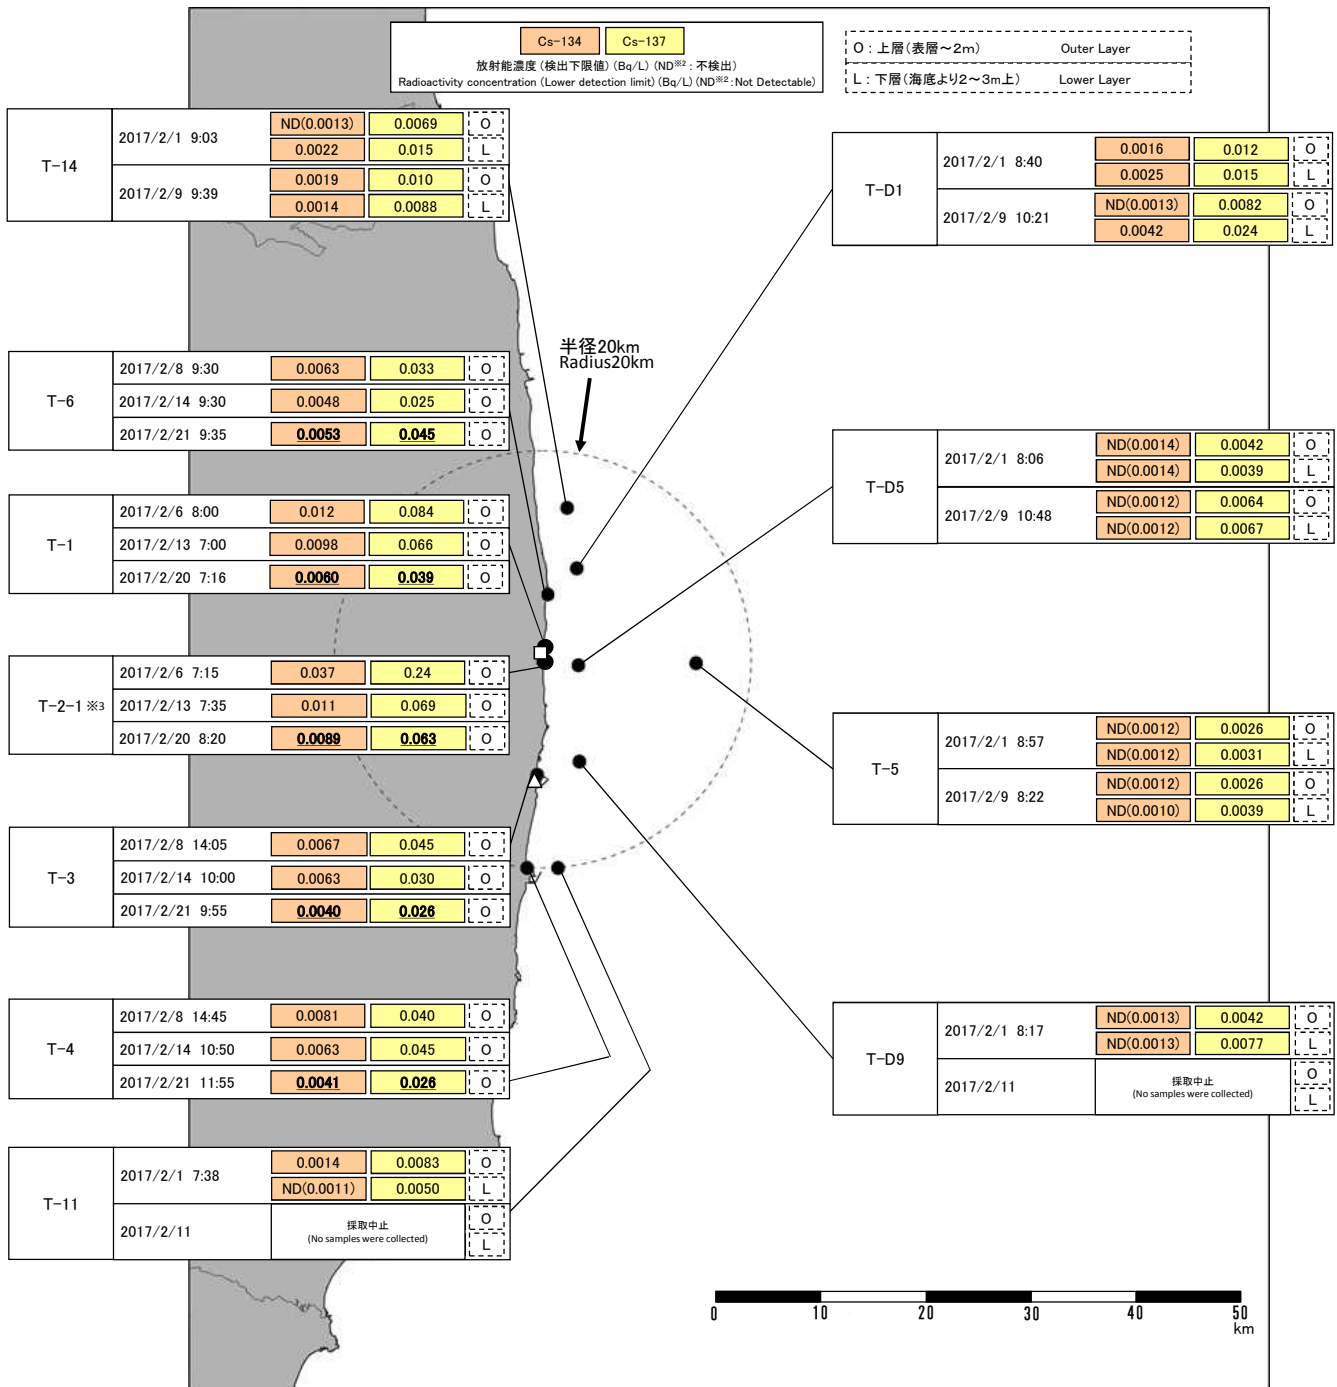 Cs-134 Cs-137
放射能濃度(検出下限値)(Bq/L)(ND※2:不検出)
Radioactivity concentration (Lower detection limit)(Bq/L)(ND※2:Not Detectable)
O:上層(表層～2m) Outer Layer
L:下層(海底より2～3m上) Lower Layer
T-14
2017/2/1 9:03
ND(0.0013) 0.0069 O
0.0022 0.015 L
2017/2/9 9:39
0.0019 0.010 O
0.0014 0.0088 L
T-6
2017/2/8 9:30 0.0063 0.033 O
2017/2/14 9:30 0.0048 0.025 O
2017/2/21 9:35 0.0053 0.045 O
T-1
2017/2/6 8:00 0.012 0.084 O
2017/2/13 7:00 0.0098 0.066 O
2017/2/20 7:16 0.0060 0.039 O
T-2-1 ※3
2017/2/6 7:15 0.037 0.24 O
2017/2/13 7:35 0.011 0.069 O
2017/2/20 8:20 0.0089 0.063 O
T-3
2017/2/8 14:05 0.0067 0.045 O
2017/2/14 10:00 0.0063 0.030 O
2017/2/21 9:55 0.0040 0.026 O
T-4
2017/2/8 14:45 0.0081 0.040 O
2017/2/14 10:50 0.0063 0.045 O
2017/2/21 11:55 0.0041 0.026 O
T-11
2017/2/1 7:38
0.0014 0.0083 O
ND(0.0011) 0.0050 L
2017/2/11
採取中止
(No samples were collected)
O
L
半径20km
Radius20km
T-D1
2017/2/1 8:40
0.0016 0.012 O
0.0025 0.015 L
2017/2/9 10:21
ND(0.0013) 0.0082 O
0.0042 0.024 L
T-D5
2017/2/1 8:06
ND(0.0014) 0.0042 O
ND(0.0014) 0.0039 L
2017/2/9 10:48
ND(0.0012) 0.0064 O
ND(0.0012) 0.0067 L
T-5
2017/2/1 8:57
ND(0.0012) 0.0026 O
ND(0.0012) 0.0031 L
2017/2/9 8:22
ND(0.0012) 0.0026 O
ND(0.0010) 0.0039 L
T-D9
2017/2/1 8:17
ND(0.0013) 0.0042 O
ND(0.0013) 0.0077 L
2017/2/11
採取中止
(No samples were collected)
O
L
0 10 20 30 40 50
km